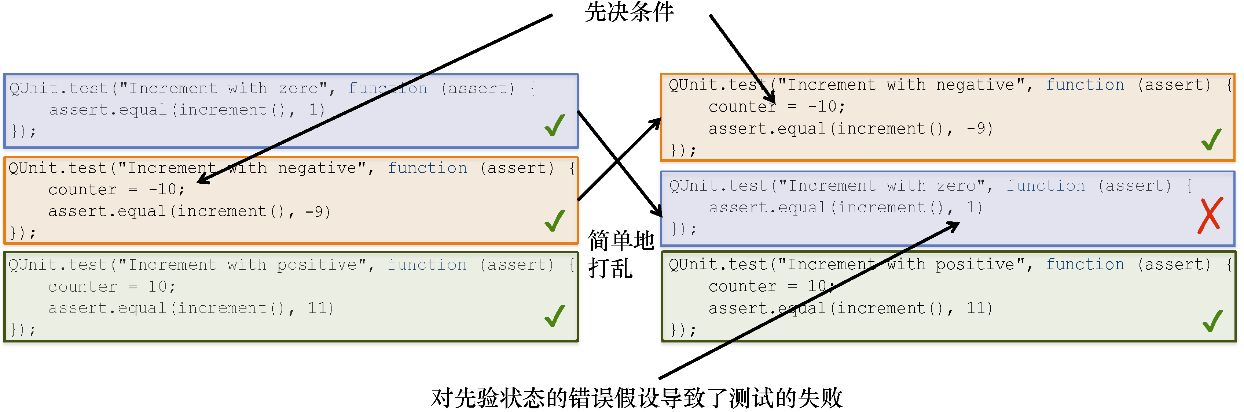 先决条件
QUnit.test("Increment with zero", function (assert) {
    assert.equal(increment(), 1)
});
QUnit.test("Increment with negative", function (assert) {
    counter = -10;
    assert.equal(increment(), -9)
});
QUnit.test("Increment with positive", function (assert) {
    counter = 10;
    assert.equal(increment(), 11)
});
简单地
打乱
QUnit.test("Increment with negative", function (assert) {
    counter = -10;
    assert.equal(increment(), -9)
});
QUnit.test("Increment with zero", function (assert) {
    assert.equal(increment(), 1)
});
QUnit.test("Increment with positive", function (assert) {
    counter = 10;
    assert.equal(increment(), 11)
});
对先验状态的错误假设导致了测试的失败